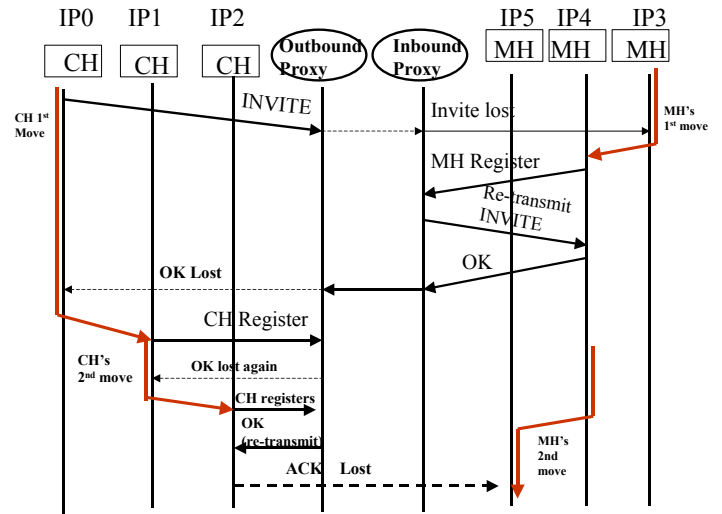 IP0 IP1 IP2 IP5 IP4 IP3
CH CH CH Outbound Proxy Inbound Proxy MH MH MH
CH 1st
Move
INVITE
Invite lost
MH's
1st move
MH Register
Re-transmit
INVITE
OK
OK Lost
CH Register
CH's
2nd move
OK lost again
CH registers
OK
(re-transmit)
MH's
2nd
move
ACK Lost